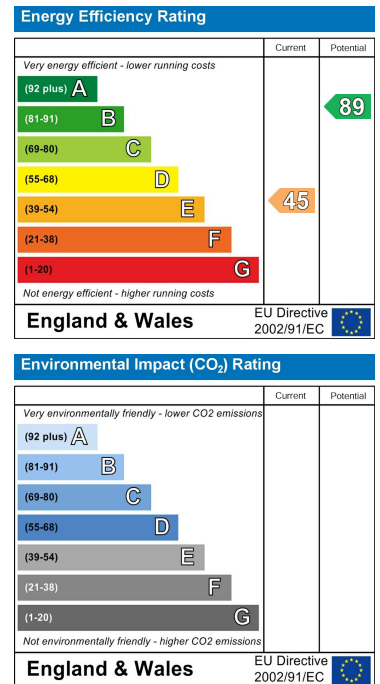 Energy Efficiency Rating
Current Potential
Very energy efficient - lower running costs
(92 plus) A
(81-91) B
89
(69-80) C
(55-68) D
(39-54) E
45
(21-38) F
(1-20) G
Not energy efficient - higher running costs
England & Wales
EU Directive
2002/91/EC
Environmental Impact (CO₂) Rating
Current Potential
Very environmentally friendly - lower CO2 emissions
(92 plus) A
(81-91) B
(69-80) C
(55-68) D
(39-54) E
(21-38) F
(1-20) G
Not environmentally friendly - higher CO2 emissions
England & Wales
EU Directive
2002/91/EC